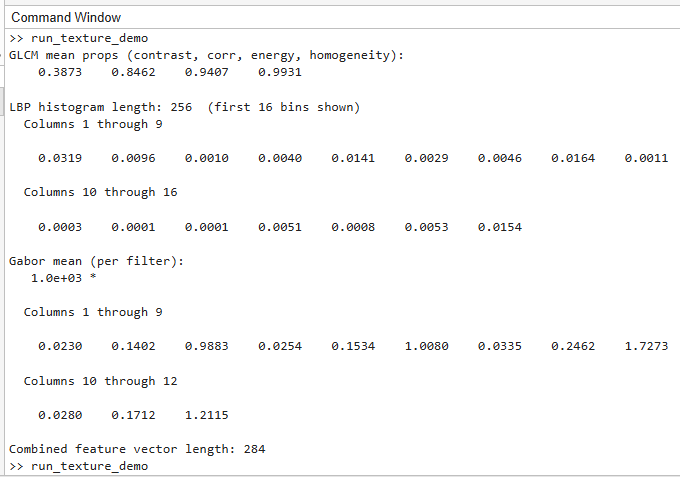 Command Window
>> run_texture_demo
GLCM mean props (contrast, corr, energy, homogeneity):
0.3873 0.8462 0.9407 0.9931
LBP histogram length: 256 (first 16 bins shown)
Columns 1 through 9
0.0319 0.0096 0.0010 0.0040 0.0141 0.0029 0.0046 0.0164 0.0011
Columns 10 through 16
0.0003 0.0001 0.0001 0.0051 0.0008 0.0053 0.0154
Gabor mean (per filter):
1.0e+03 *
Columns 1 through 9
0.0230 0.1402 0.9883 0.0254 0.1534 1.0080 0.0335 0.2462 1.7273
Columns 10 through 12
0.0280 0.1712 1.2115
Combined feature vector length: 284
>> run_texture_demo